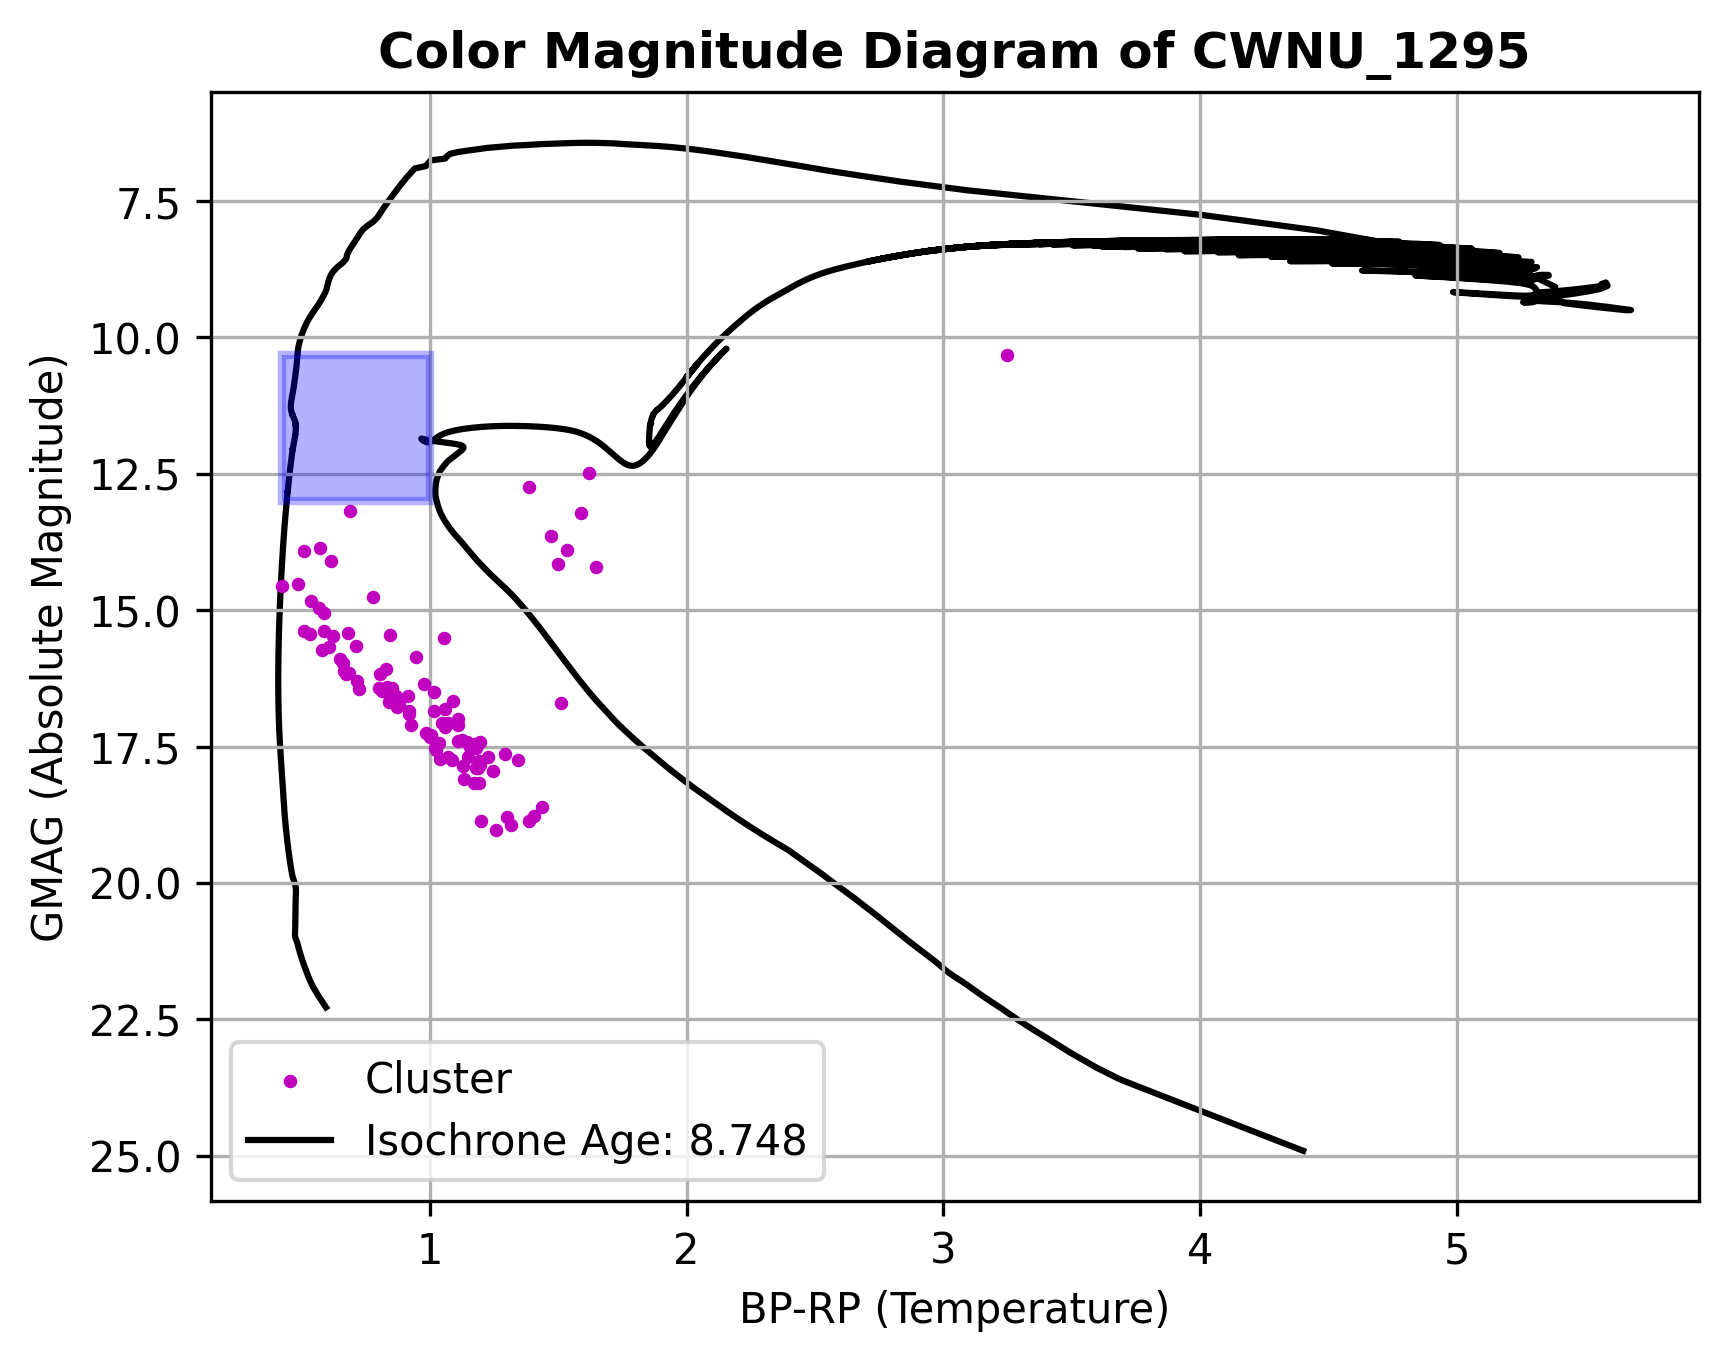 Color Magnitude Diagram of CWNU_1295
GMAG (Absolute Magnitude)
7.5
10.0
12.5
15.0
17.5
20.0
22.5
25.0
Cluster
Isochrone Age: 8.748
1 2 3 4 5
BP-RP (Temperature)